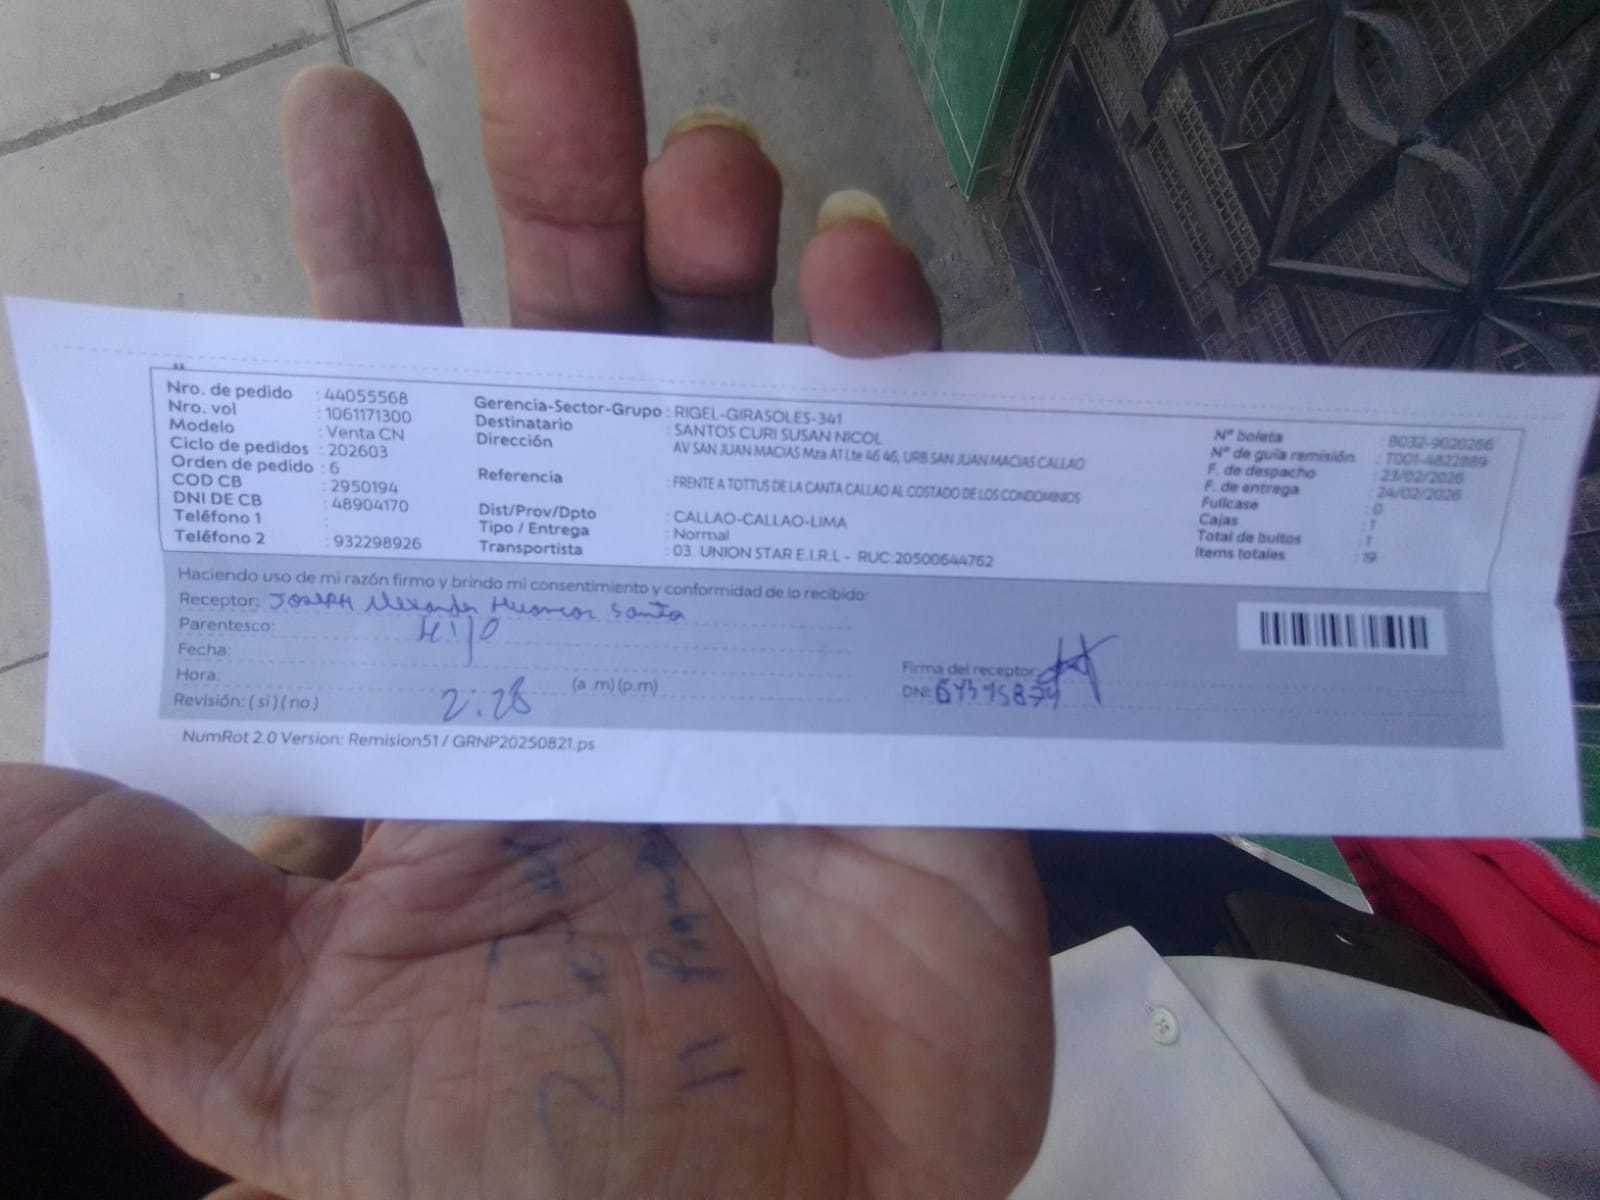 Nro. de pedido : 44055568
Nro. vol : 1061171300
Modelo : Venta CN
Ciclo de pedidos : 202603
Orden de pedido : 6
COD CB : 2950194
DNI DE CB : 48904170
Teléfono 1 :
Teléfono 2 : 932298926
Gerencia-Sector-Grupo : RIGEL-GIRASOLES-341
Destinatario : SANTOS CURI SUSAN NICOL
Dirección AV SAN JUAN MACIAS Mza A1 Lte 46 46, URB SAN JUAN MACIAS CALLAO
Referencia : FRENTE A TOTTUS DE LA CANTA CALLAO AL COSTADO DE LOS CONDOMINIOS
Dist/Prov/Dpto : CALLAO-CALLAO-LIMA
Tipo / Entrega : Normal
Transportista : 03. UNION STAR E.I.R.L - RUC:20500644762
Nº boleta : B032-9020266
Nº de guía remisión : T001-4822889
F. de despacho : 23/02/2026
F. de entrega : 24/02/2026
Fullcase : 0
Cajas : 1
Total de bultos : 1
Items totales : 19
Haciendo uso de mi razón firmo y brindo mi consentimiento y conformidad de lo recibido:
Receptor: Joseph Alexander Santos
Parentesco: HIJO
Fecha:
Hora: 2:28 (a .m) (p.m)
Revisión: ( si ) ( no )
Firma del receptor:
DNI:
NumRot 2.0 Version: Remision51 / GRNP20250821.ps